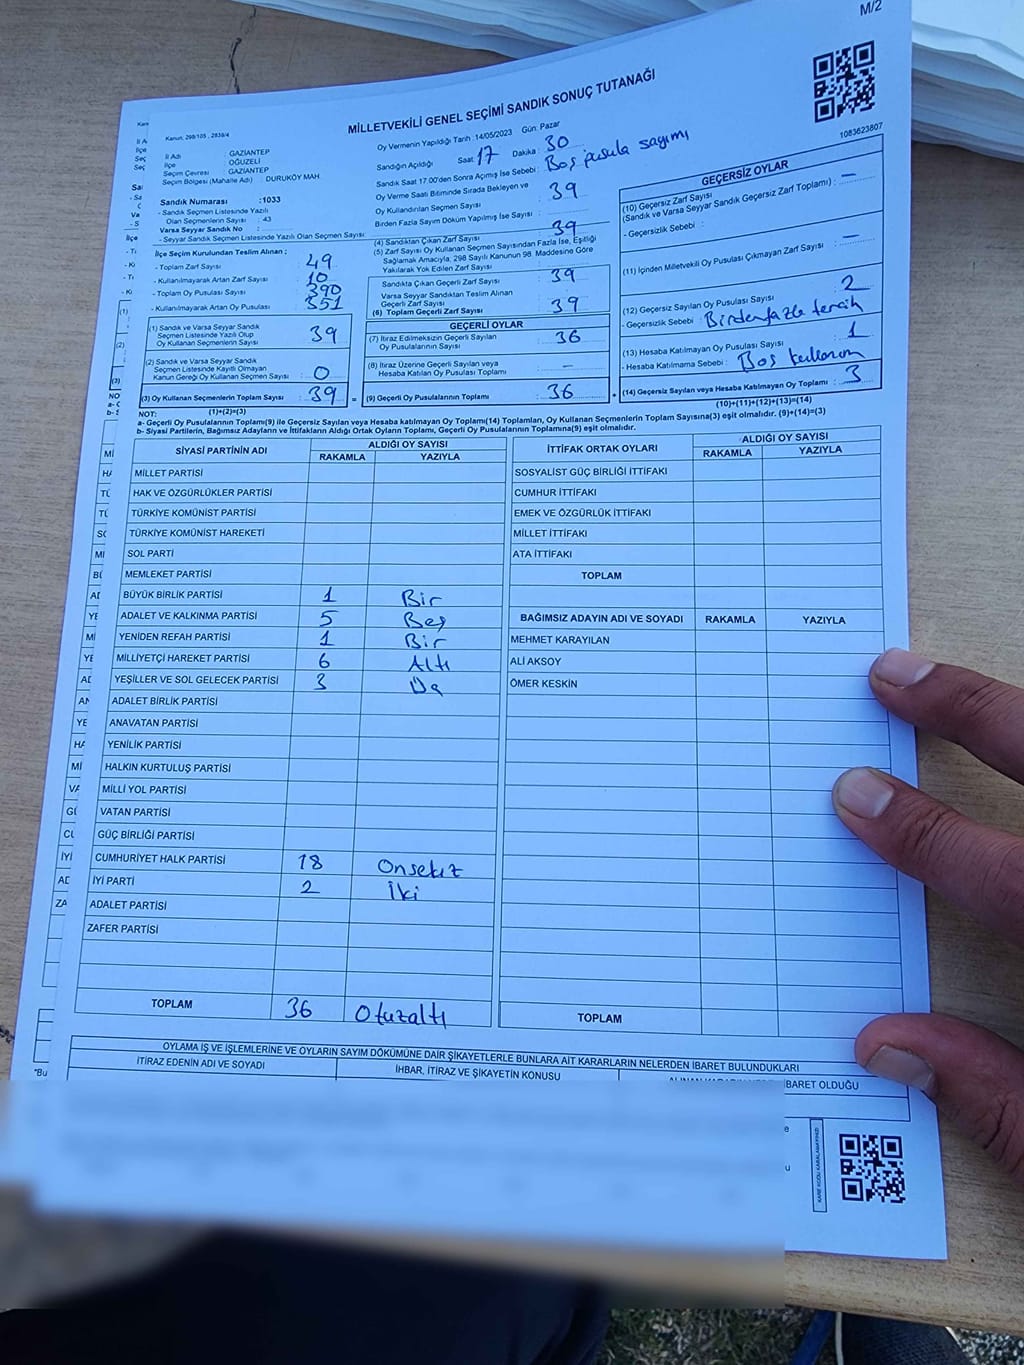 M/2
MİLLETVEKİLİ GENEL SEÇİMİ SANDIK SONUÇ TUTANAĞI
Kanun, 298/105 , 2839/4
1083623807
İl Adı : GAZİANTEP
İlçe : OĞUZELİ
Seçim Çevresi : GAZİANTEP
Seçim Bölgesi (Mahalle Adı) : DURUKÖY MAH.
Sandık Numarası :1033
- Sandık Seçmen Listesinde Yazılı
Olan Seçmenlerin Sayısı : 43
Varsa Seyyar Sandık No :
- Seyyar Sandık Seçmen Listesinde Yazılı Olan Seçmen Sayısı:
İlçe Seçim Kurulundan Teslim Alınan ;
- Toplam Zarf Sayısı : 49
- Kullanılmayarak Artan Zarf Sayısı : 10
- Toplam Oy Pusulası Sayısı : 390
- Kullanılmayarak Artan Oy Pusulası : 351
(1) Sandık ve Varsa Seyyar Sandık
Seçmen Listesinde Yazılı Olup
Oy Kullanan Seçmenlerin Sayısı : 39
(2) Sandık ve Varsa Seyyar Sandık
Seçmen Listesinde Kayıtlı Olmayan
Kanun Gereği Oy Kullanan Seçmen Sayısı : 0
(3) Oy Kullanan Seçmenlerin Toplam Sayısı : 39
(1)+(2)=(3)
Oy Vermenin Yapıldığı Tarih :14/05/2023 Gün: Pazar
Sandığın Açıldığı Saat: 17 Dakika : 30
Sandık Saat 17:00'den Sonra Açımış İse Sebebi : Boş pusula sayımı
Oy Verme Saati Bitiminde Sırada Bekleyen ve
Oy Kullandırılan Seçmen Sayısı : 39
Birden Fazla Sayım Döküm Yapılmış İse Sayısı :
(4) Sandıktan Çıkan Zarf Sayısı : 39
(5) Zarf Sayısı Oy Kullanan Seçmen Sayısından Fazla İse, Eşitliği
Sağlamak Amacıyla, 298 Sayılı Kanunun 98. Maddesine Göre
Yakılarak Yok Edilen Zarf Sayısı :
Sandıkta Çıkan Geçerli Zarf Sayısı : 39
Varsa Seyyar Sandıktan Teslim Alınan
Geçerli Zarf Sayısı :
(6) Toplam Geçerli Zarf Sayısı : 39
GEÇERLİ OYLAR
(7) İtiraz Edilmeksizin Geçerli Sayılan
Oy Pusulalarının Sayısı : 36
(8) İtiraz Üzerine Geçerli Sayılan veya
Hesaba Katılan Oy Pusulası Toplamı : —
(9) Geçerli Oy Pusulalarının Toplamı : 36
GEÇERSİZ OYLAR
(10) Geçersiz Zarf Sayısı
(Sandık ve Varsa Seyyar Sandık Geçersiz Zarf Toplamı) : —
- Geçersizlik Sebebi :
(11) İçinden Milletvekili Oy Pusulası Çıkmayan Zarf Sayısı : —
(12) Geçersiz Sayılan Oy Pusulası Sayısı : 2
- Geçersizlik Sebebi : Birdenfazla tercih
(13) Hesaba Katılmayan Oy Pusulası Sayısı : 1
- Hesaba Katılmama Sebebi : Boş kullanım
(14) Geçersiz Sayılan veya Hesaba Katılmayan Oy Toplamı : 3
(10)+(11)+(12)+(13)=(14)
NOT:
a- Geçerli Oy Pusulalarının Toplamı(9) ile Geçersiz Sayılan veya Hesaba katılmayan Oy Toplamı(14) Toplamları, Oy Kullanan Seçmenlerin Toplam Sayısına(3) eşit olmalıdır. (9)+(14)=(3)
b- Siyasi Partilerin, Bağımsız Adayların ve İttifakların Aldığı Ortak Oyların Toplamı, Geçerli Oy Pusulalarının Toplamına(9) eşit olmalıdır.
SİYASİ PARTİNİN ADI ALDIĞI OY SAYISI
RAKAMLA YAZIYLA
MİLLET PARTİSİ
HAK VE ÖZGÜRLÜKLER PARTİSİ
TÜRKİYE KOMÜNİST PARTİSİ
TÜRKİYE KOMÜNİST HAREKETİ
SOL PARTİ
MEMLEKET PARTİSİ
BÜYÜK BİRLİK PARTİSİ 1 Bir
ADALET VE KALKINMA PARTİSİ 5 Beş
YENİDEN REFAH PARTİSİ 1 Bir
MİLLİYETÇİ HAREKET PARTİSİ 6 Altı
YEŞİLLER VE SOL GELECEK PARTİSİ 3 Üç
ADALET BİRLİK PARTİSİ
ANAVATAN PARTİSİ
YENİLİK PARTİSİ
HALKIN KURTULUŞ PARTİSİ
MİLLİ YOL PARTİSİ
VATAN PARTİSİ
GÜÇ BİRLİĞİ PARTİSİ
CUMHURİYET HALK PARTİSİ 18 Onsekiz
İYİ PARTİ 2 İki
ADALET PARTİSİ
ZAFER PARTİSİ
TOPLAM 36 Otuzaltı
İTTİFAK ORTAK OYLARI ALDIĞI OY SAYISI
RAKAMLA YAZIYLA
SOSYALİST GÜÇ BİRLİĞİ İTTİFAKI
CUMHUR İTTİFAKI
EMEK VE ÖZGÜRLÜK İTTİFAKI
MİLLET İTTİFAKI
ATA İTTİFAKI
TOPLAM
BAĞIMSIZ ADAYIN ADI VE SOYADI RAKAMLA YAZIYLA
MEHMET KARAYILAN
ALİ AKSOY
ÖMER KESKİN
TOPLAM
OYLAMA İŞ VE İŞLEMLERİNE VE OYLARIN SAYIM DÖKÜMÜNE DAİR ŞİKAYETLERLE BUNLARA AİT KARARLARIN NELERDEN İBARET BULUNDUKLARI
İTİRAZ EDENİN ADI VE SOYADI
İHBAR, İTİRAZ VE ŞİKAYETİN KONUSU
İBARET OLDUĞU
KARE KODU KARALAMAYINIZ!